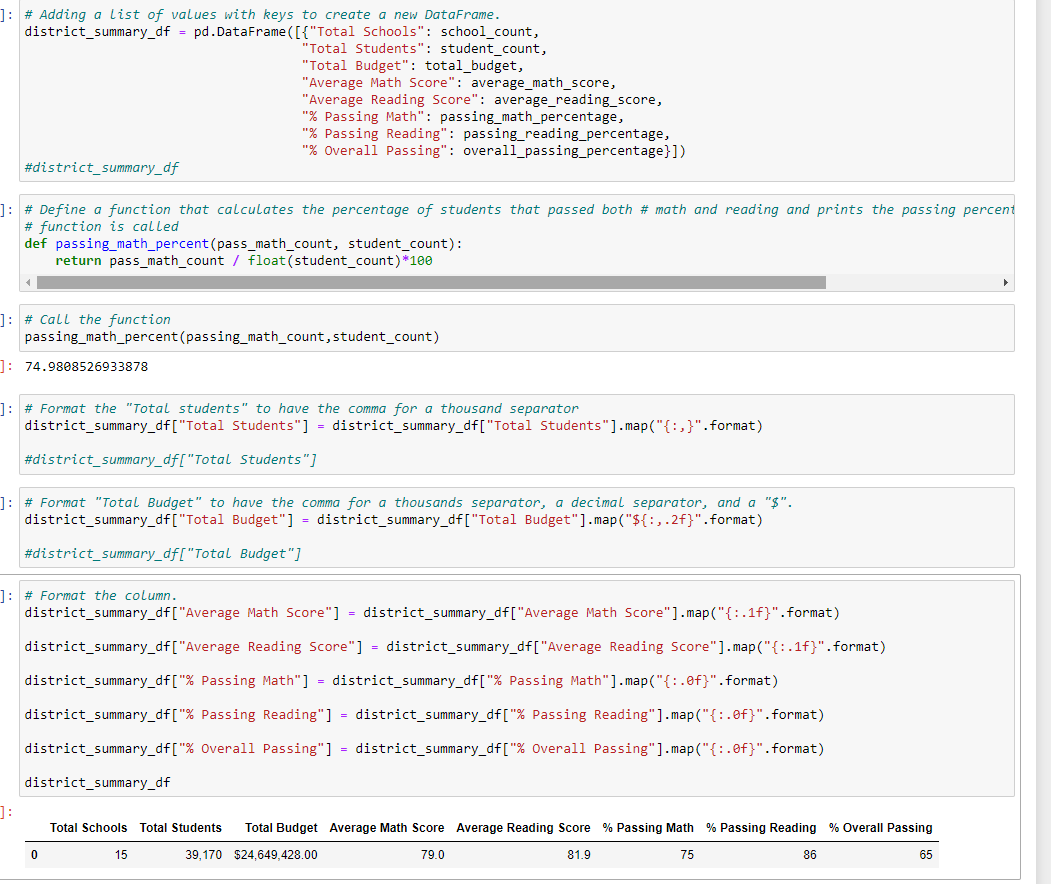 ]: # Adding a list of values with keys to create a new DataFrame.
district_summary_df = pd.DataFrame([{"Total Schools": school_count,
"Total Students": student_count,
"Total Budget": total_budget,
"Average Math Score": average_math_score,
"Average Reading Score": average_reading_score,
"% Passing Math": passing_math_percentage,
"% Passing Reading": passing_reading_percentage,
"% Overall Passing": overall_passing_percentage}])
#district_summary_df
]: # Define a function that calculates the percentage of students that passed both # math and reading and prints the passing percent
# function is called
def passing_math_percent(pass_math_count, student_count):
return pass_math_count / float(student_count)*100
]: # Call the function
passing_math_percent(passing_math_count,student_count)
]: 74.9808526933878
]: # Format the "Total students" to have the comma for a thousand separator
district_summary_df["Total Students"] = district_summary_df["Total Students"].map("{:,}".format)
#district_summary_df["Total Students"]
]: # Format "Total Budget" to have the comma for a thousands separator, a decimal separator, and a "$".
district_summary_df["Total Budget"] = district_summary_df["Total Budget"].map("${:,.2f}".format)
#district_summary_df["Total Budget"]
]: # Format the column.
district_summary_df["Average Math Score"] = district_summary_df["Average Math Score"].map("{:.1f}".format)
district_summary_df["Average Reading Score"] = district_summary_df["Average Reading Score"].map("{:.1f}".format)
district_summary_df["% Passing Math"] = district_summary_df["% Passing Math"].map("{:.0f}".format)
district_summary_df["% Passing Reading"] = district_summary_df["% Passing Reading"].map("{:.0f}".format)
district_summary_df["% Overall Passing"] = district_summary_df["% Overall Passing"].map("{:.0f}".format)
district_summary_df
]:
Total Schools Total Students Total Budget Average Math Score Average Reading Score % Passing Math % Passing Reading % Overall Passing
0 15 39,170 $24,649,428.00 79.0 81.9 75 86 65